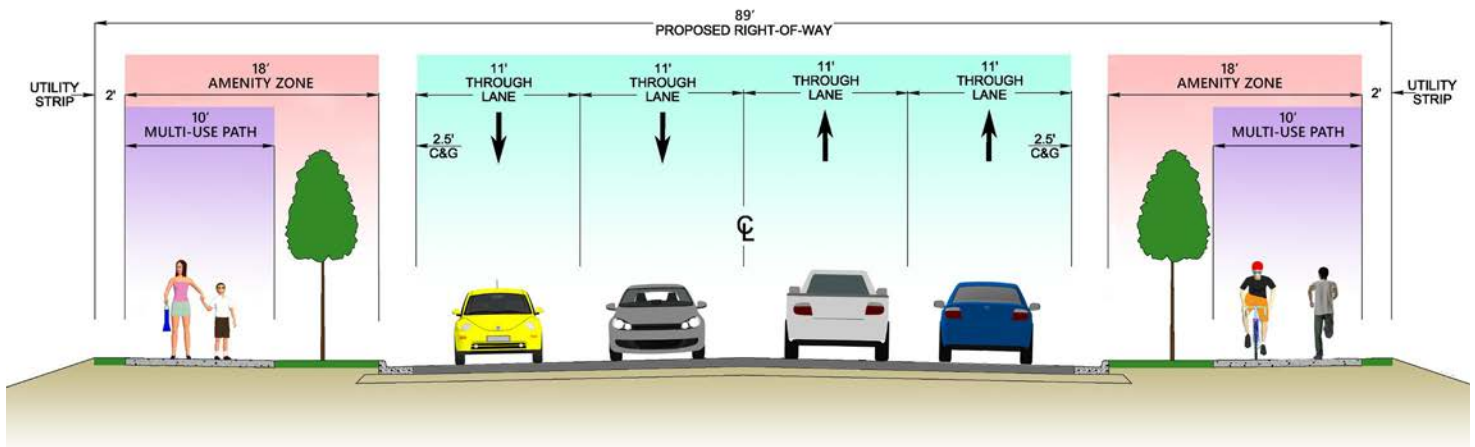 89'
PROPOSED RIGHT-OF-WAY
UTILITY
STRIP
2'
18'
AMENITY ZONE
10'
MULTI-USE PATH
11'
THROUGH
LANE
11'
THROUGH
LANE
11'
THROUGH
LANE
11'
THROUGH
LANE
2.5'
C&G
2.5'
C&G
℄
18'
AMENITY ZONE
10'
MULTI-USE PATH
2'
UTILITY
STRIP